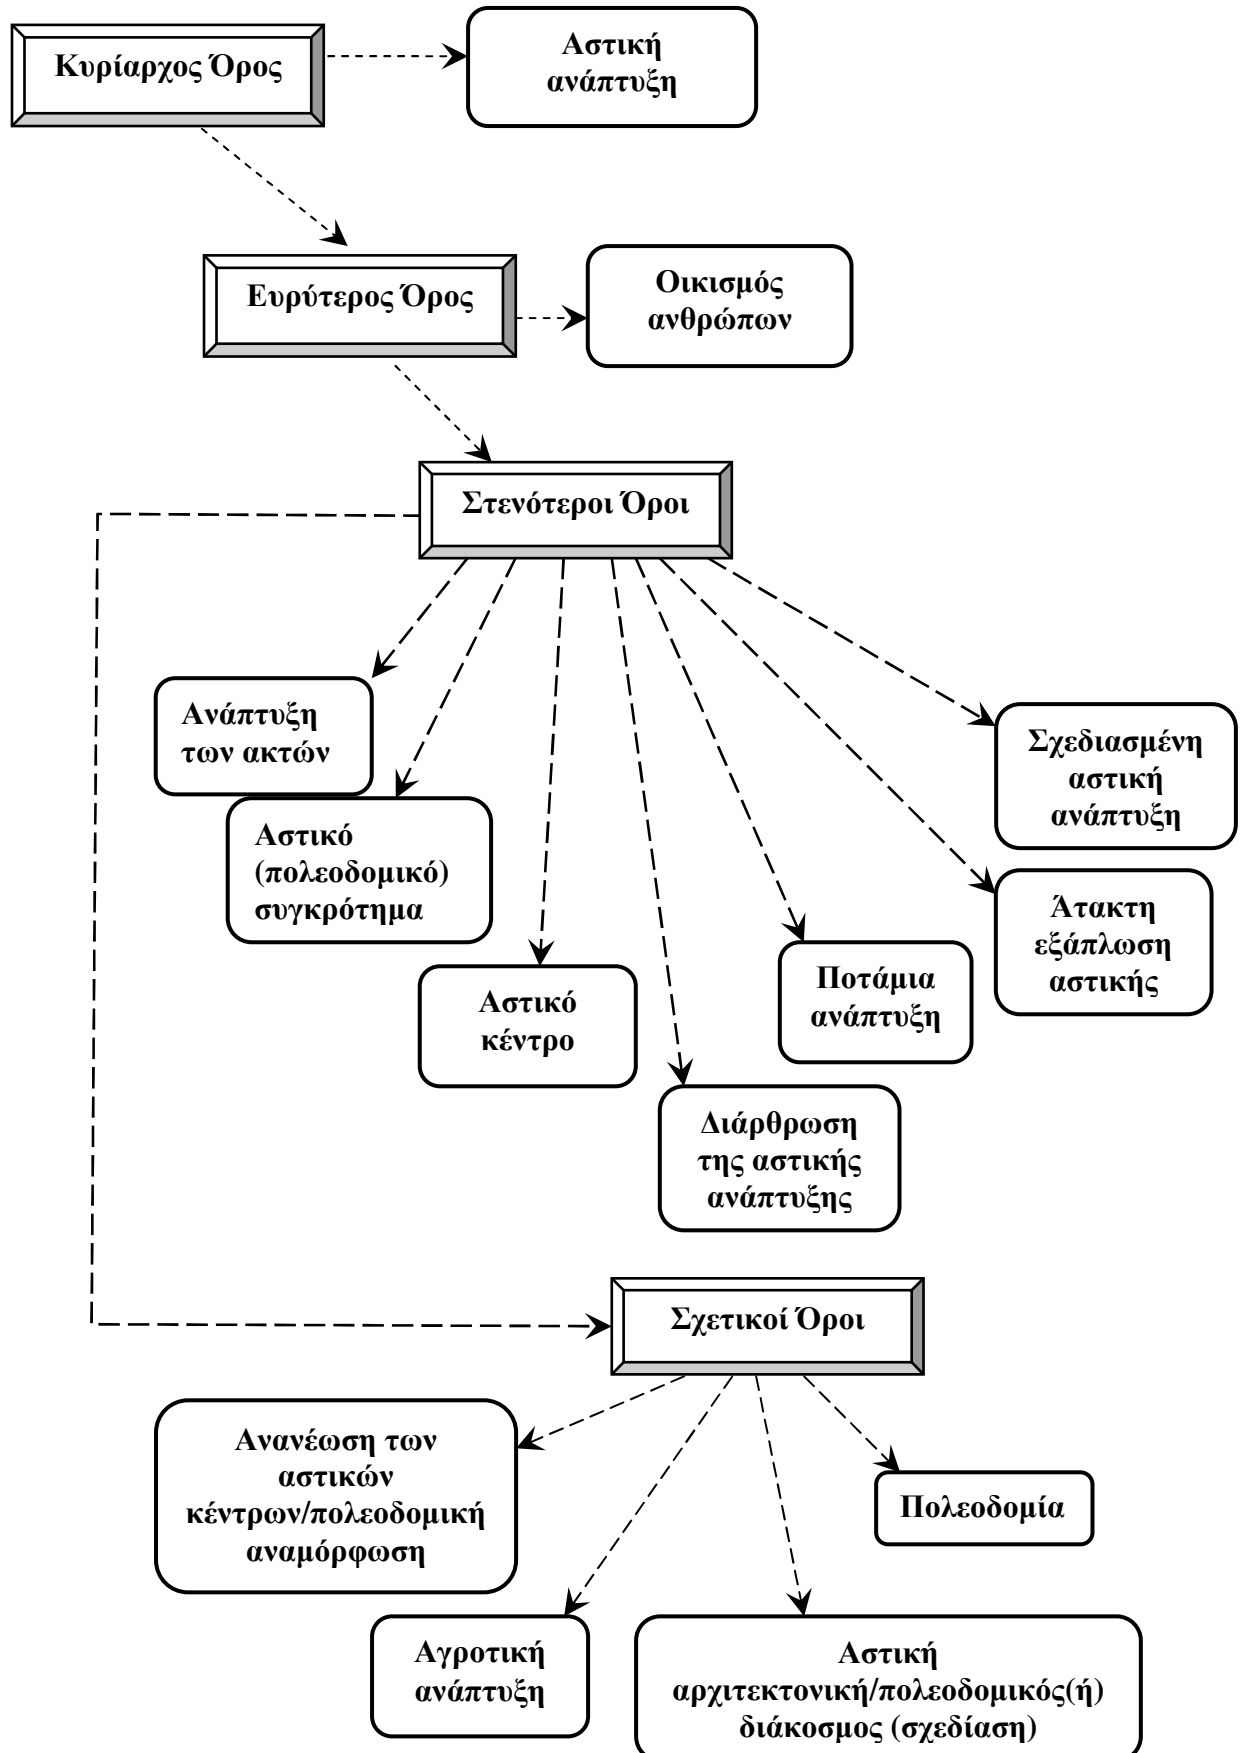 Κυρίαρχος Όρος
Αστική
ανάπτυξη
Ευρύτερος Όρος
Οικισμός
ανθρώπων
Στενότεροι Όροι
Ανάπτυξη
των ακτών
Αστικό
(πολεοδομικό)
συγκρότημα
Αστικό
κέντρο
Διάρθρωση
της αστικής
ανάπτυξης
Ποτάμια
ανάπτυξη
Άτακτη
εξάπλωση
αστικής
Σχεδιασμένη
αστική
ανάπτυξη
Σχετικοί Όροι
Ανανέωση των
αστικών
κέντρων/πολεοδομική
αναμόρφωση
Αγροτική
ανάπτυξη
Αστική
αρχιτεκτονική/πολεοδομικός(ή)
διάκοσμος (σχεδίαση)
Πολεοδομία